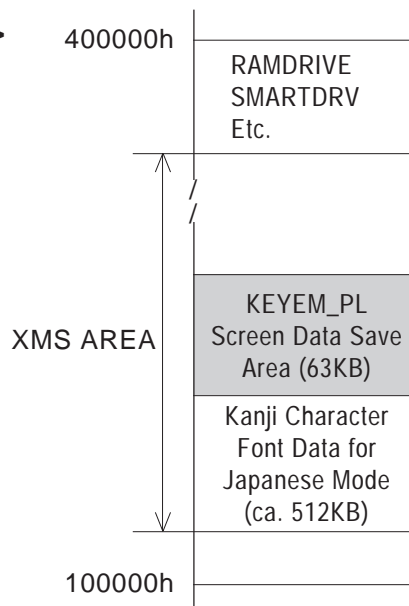 400000h
RAMDRIVE
SMARTDRV
Etc.
XMS AREA
KEYEM_PL
Screen Data Save
Area (63KB)
Kanji Character
Font Data for
Japanese Mode
(ca. 512KB)
100000h